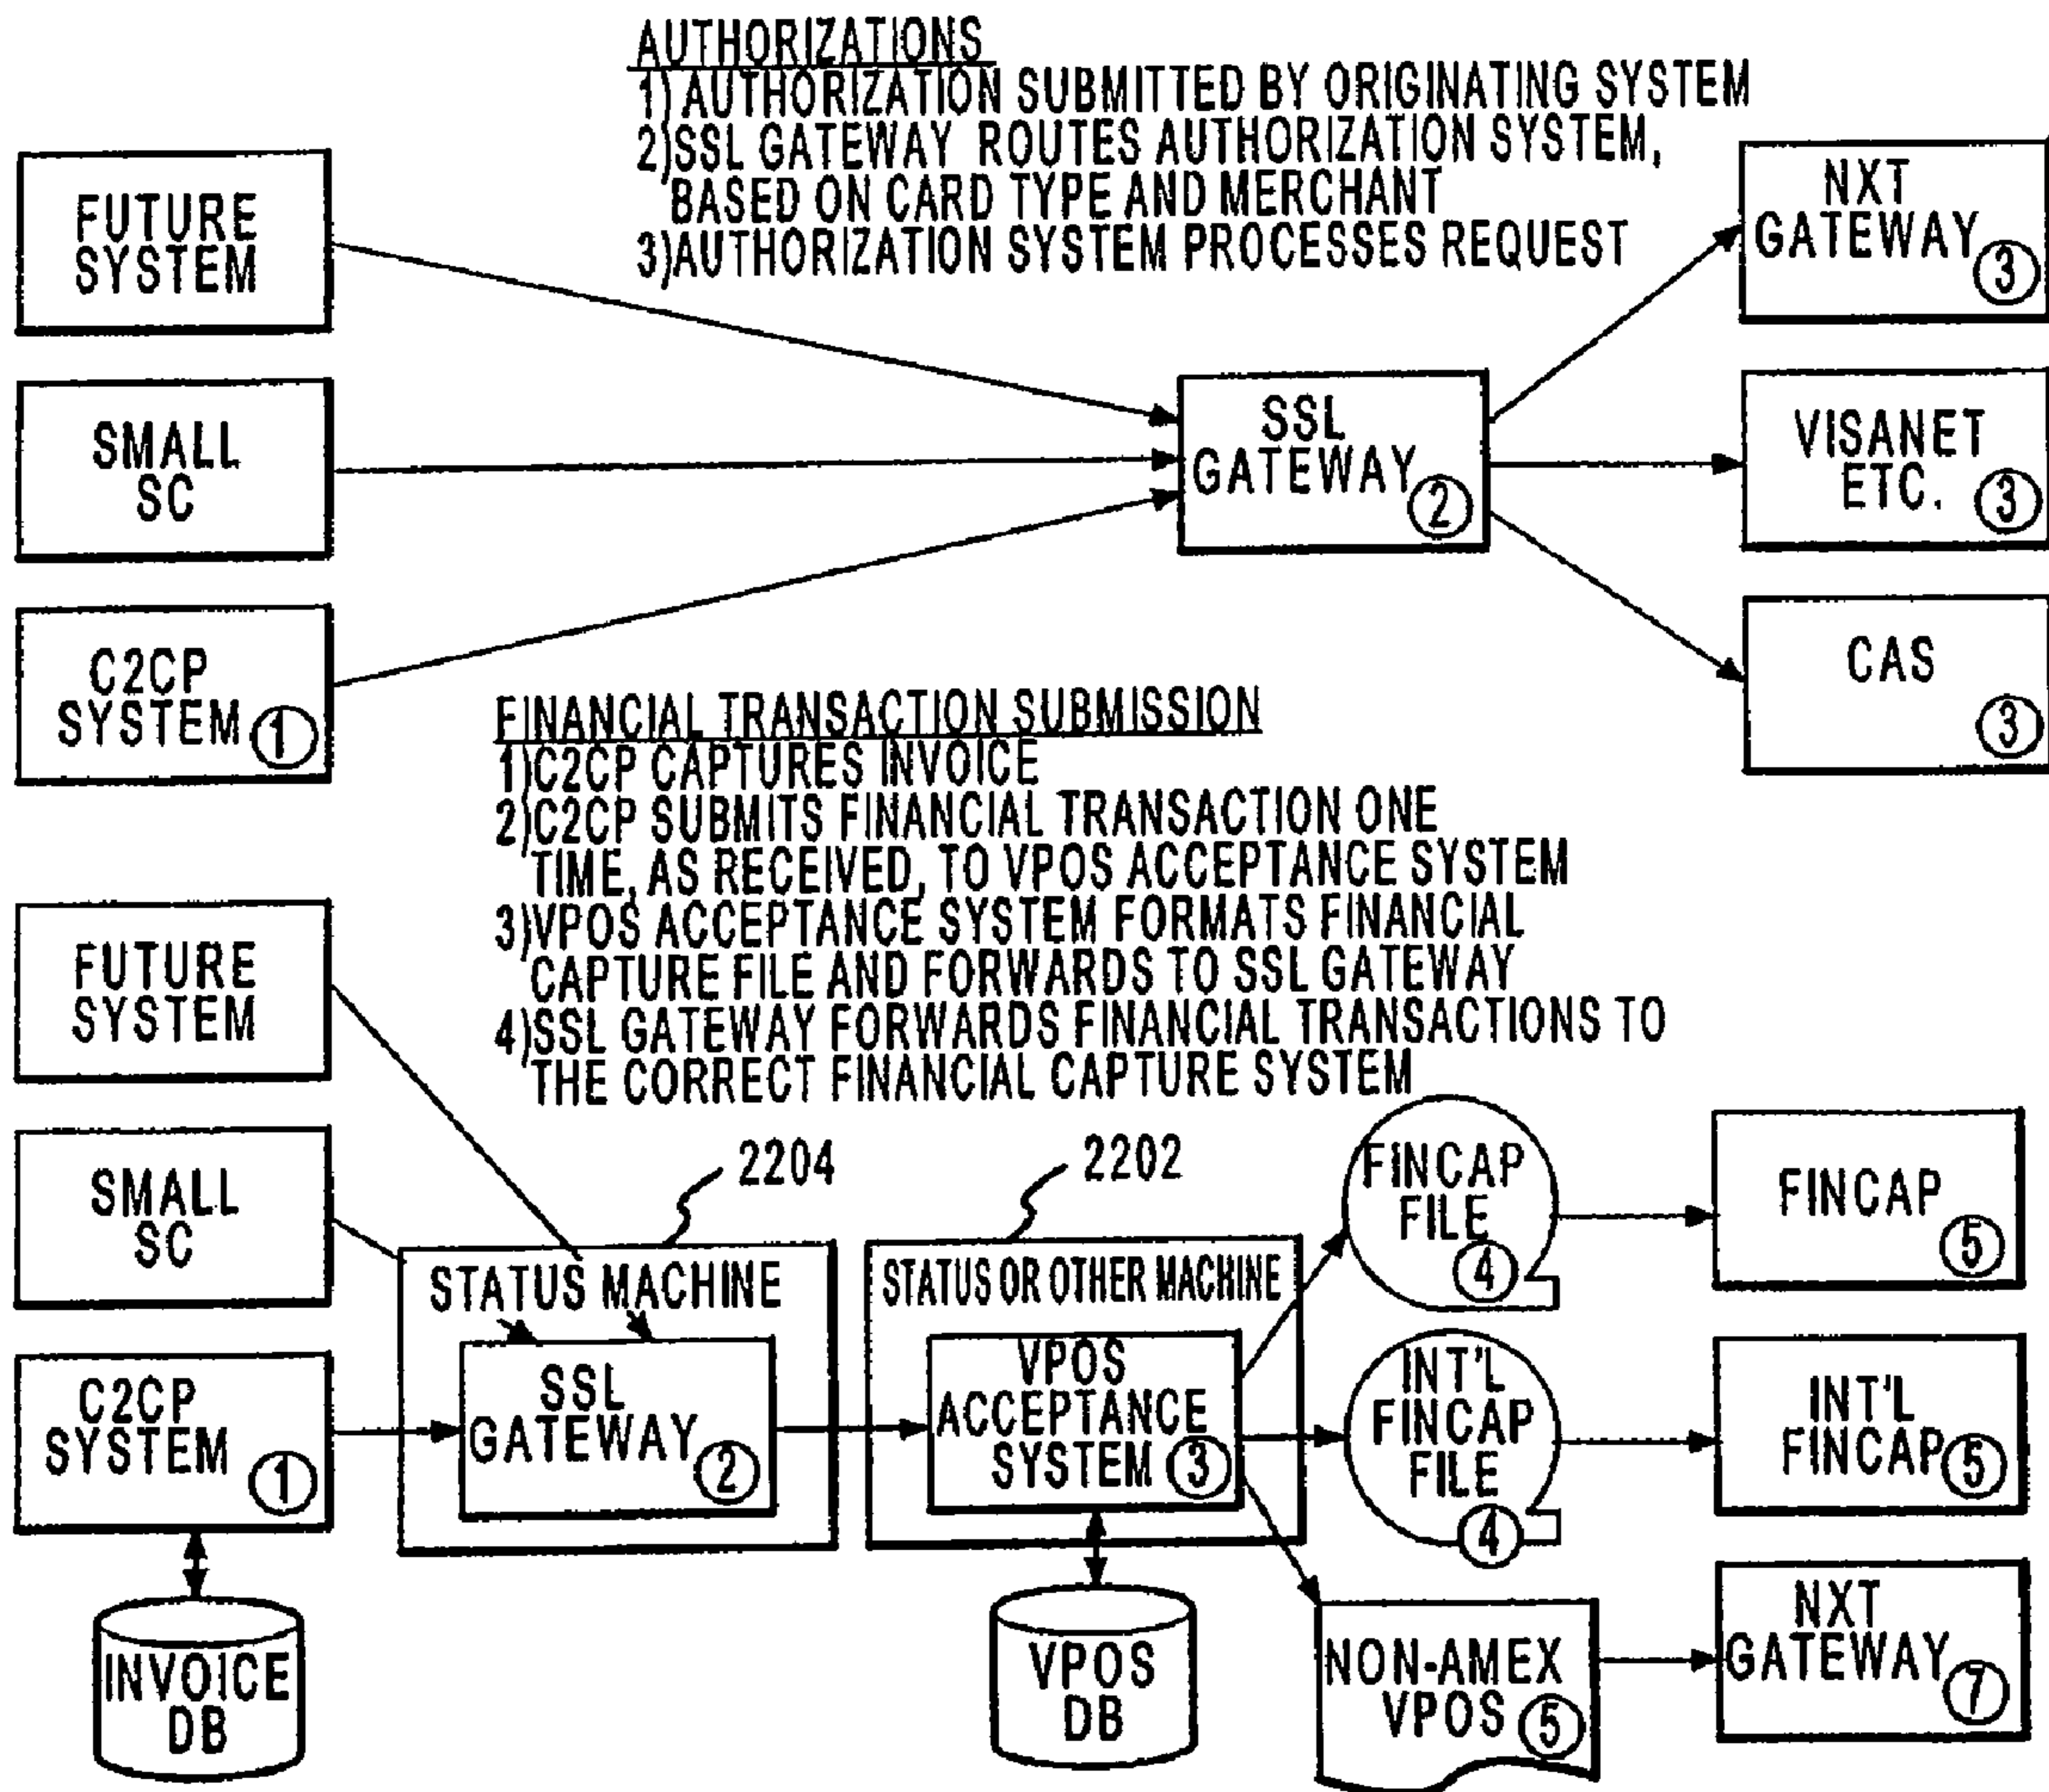 AUTHORIZATIONS
1) AUTHORIZATION SUBMITTED BY ORIGINATING SYSTEM
2)SSL GATEWAY ROUTES AUTHORIZATION SYSTEM,
BASED ON CARD TYPE AND MERCHANT
3)AUTHORIZATION SYSTEM PROCESSES REQUEST
FUTURE
SYSTEM
SMALL
SC
C2CP
SYSTEM
1
SSL
GATEWAY
2
NXT
GATEWAY
3
VISANET
ETC.
3
CAS
3
FINANCIAL TRANSACTION SUBMISSION
1)C2CP CAPTURES INVOICE
2)C2CP SUBMITS FINANCIAL TRANSACTION ONE
TIME, AS RECEIVED, TO VPOS ACCEPTANCE SYSTEM
3)VPOS ACCEPTANCE SYSTEM FORMATS FINANCIAL
CAPTURE FILE AND FORWARDS TO SSL GATEWAY
4)SSL GATEWAY FORWARDS FINANCIAL TRANSACTIONS TO
THE CORRECT FINANCIAL CAPTURE SYSTEM
FUTURE
SYSTEM
SMALL
SC
C2CP
SYSTEM
1
INVOICE
DB
2204
STATUS MACHINE
SSL
GATEWAY
2
2202
STATUS OR OTHER MACHINE
VPOS
ACCEPTANCE
SYSTEM
3
VPOS
DB
FINCAP
FILE
4
INT'L
FINCAP
FILE
4
NON-AMEX
VPOS
5
FINCAP
5
INT'L
FINCAP
5
NXT
GATEWAY
7